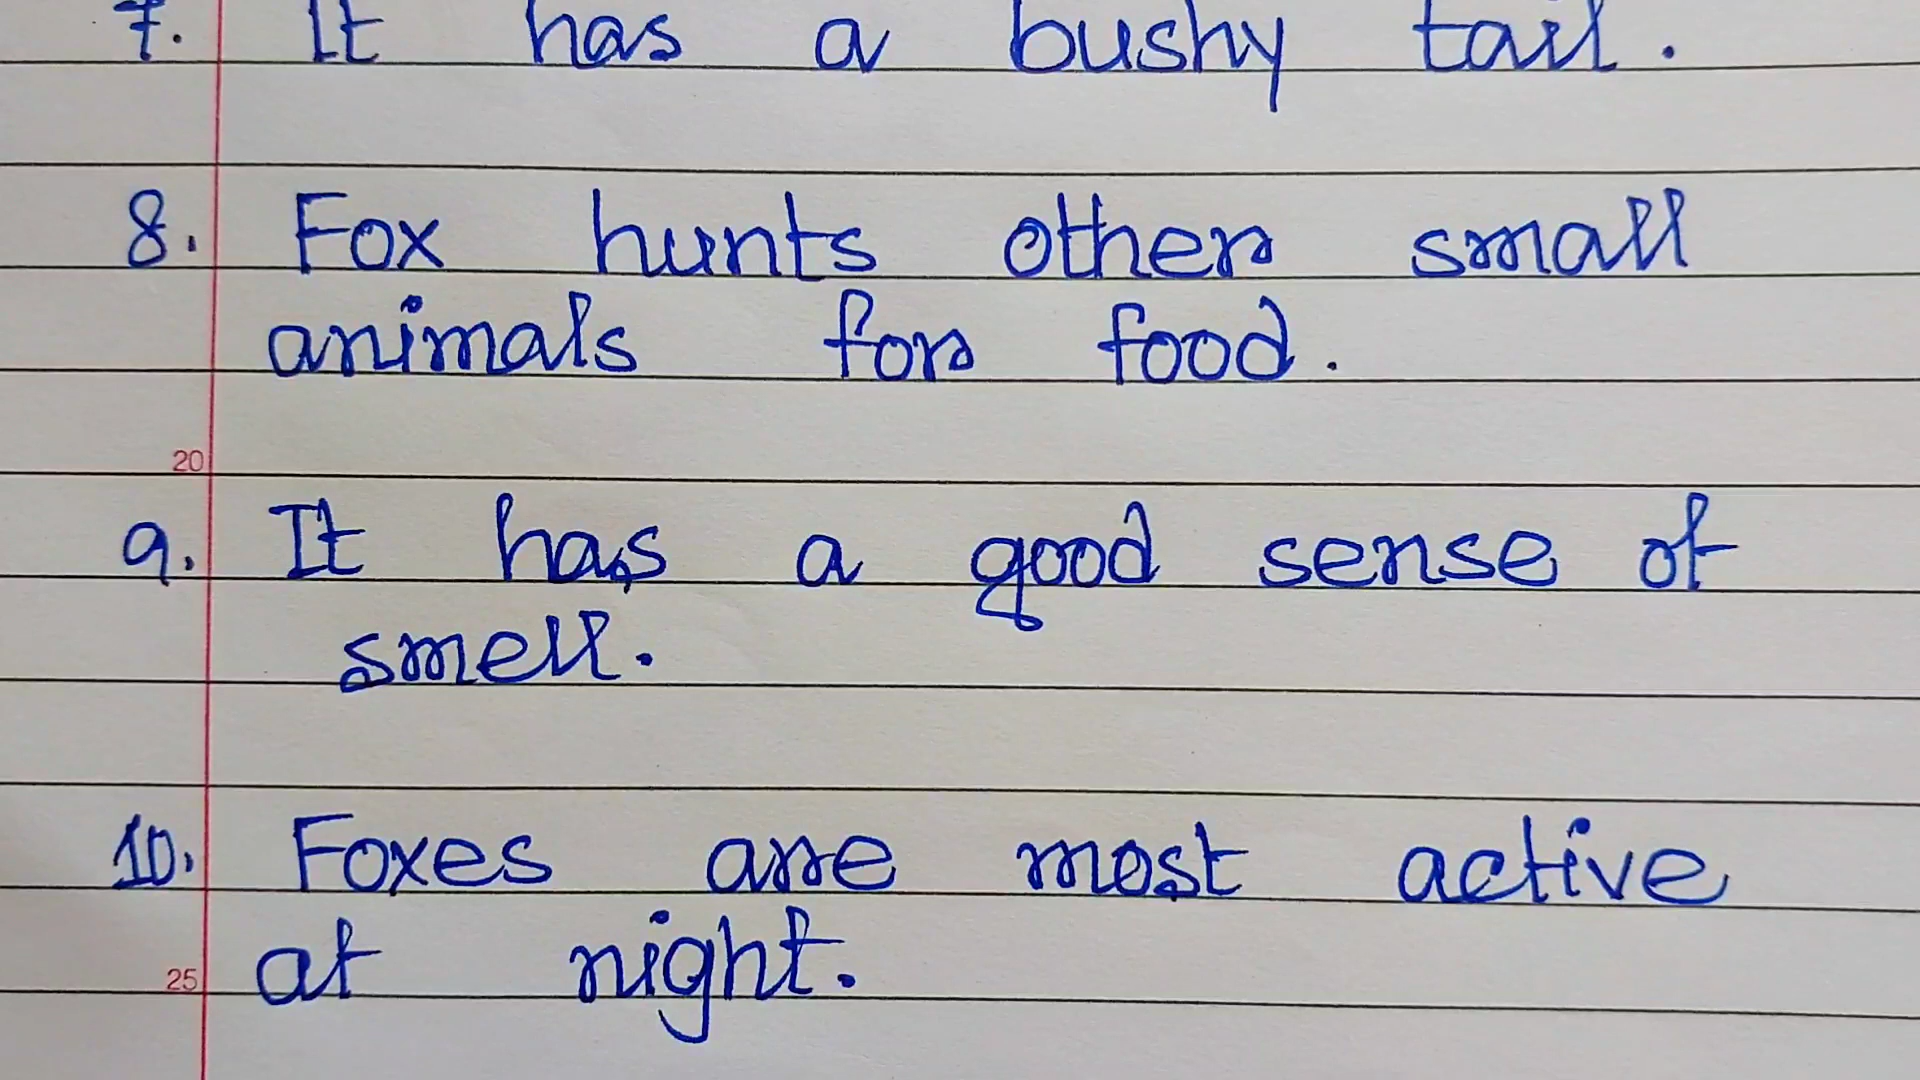 7. It has a bushy tail.
8. Fox hunts other small
animals for food.
20
9. It has a good sense of
smell.
10. Foxes are most active
25 at night.